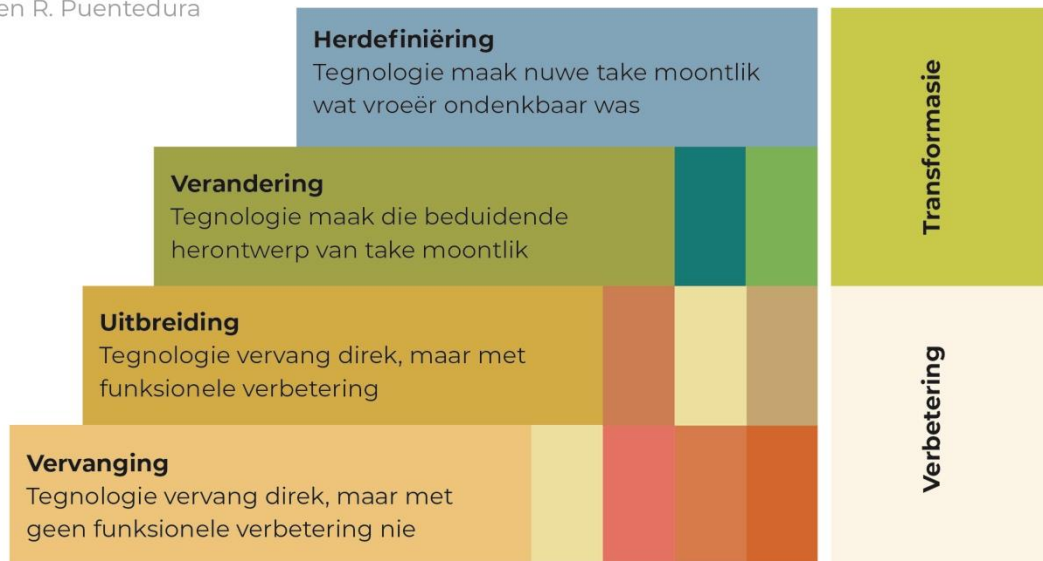 en R. Puentedura
Herdefiniëring
Tegnologie maak nuwe take moontlik
wat vroeër ondenkbaar was
Transformasie
Verandering
Tegnologie maak die beduidende
herontwerp van take moontlik
Uitbreiding
Tegnologie vervang direk, maar met
funksionele verbetering
Verbetering
Vervanging
Tegnologie vervang direk, maar met
geen funksionele verbetering nie